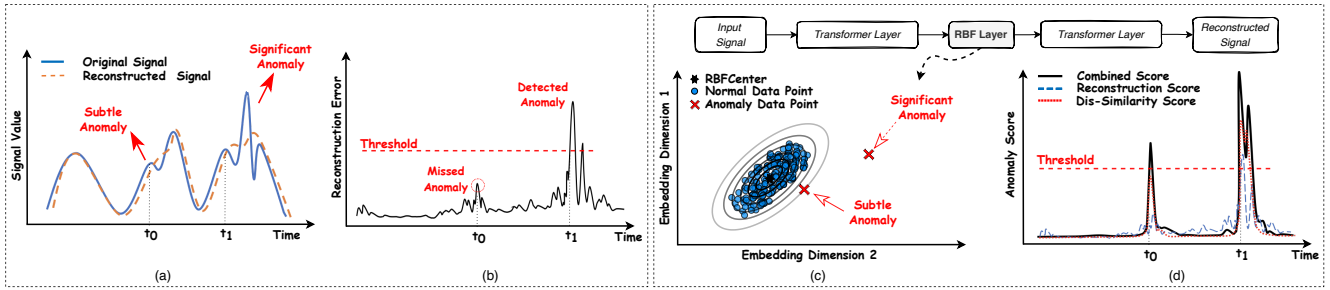 Original Signal
Reconstructed Signal
Significant
Anomaly
Subtle
Anomaly
Signal Value
t0
t1
Time
(a)
Reconstruction Error
Detected
Anomaly
Threshold
Missed
Anomaly
t0
t1
Time
(b)
Input
Signal
Transformer Layer
RBF Layer
Transformer Layer
Reconstructed
Signal
RBFCenter
Normal Data Point
Anomaly Data Point
Significant
Anomaly
Subtle
Anomaly
Embedding Dimension 1
Embedding Dimension 2
(c)
Combined Score
Reconstruction Score
Dis-Similarity Score
Anomaly Score
Threshold
t0
t1
Time
(d)